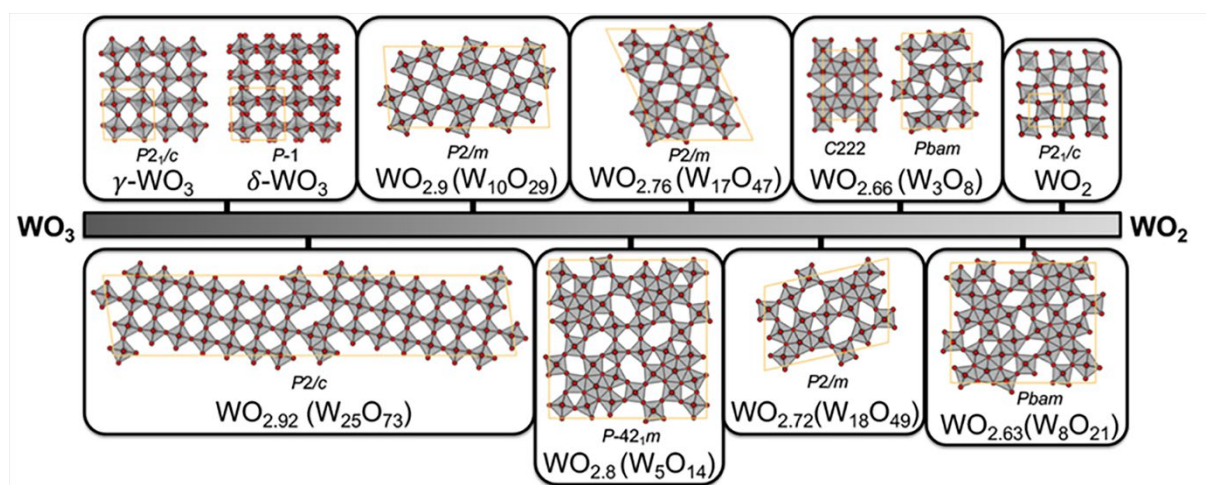 P2₁/c
γ-WO₃
P-1
δ-WO₃
P2/m
WO₂.₉ (W₁₀O₂₉)
P2/m
WO₂.₇₆ (W₁₇O₄₇)
C222
Pbam
WO₂.₆₆ (W₃O₈)
P2₁/c
WO₂
WO₃
WO₂
P2/c
WO₂.₉₂ (W₂₅O₇₃)
P-42₁m
WO₂.₈ (W₅O₁₄)
P2/m
WO₂.₇₂(W₁₈O₄₉)
Pbam
WO₂.₆₃(W₈O₂₁)